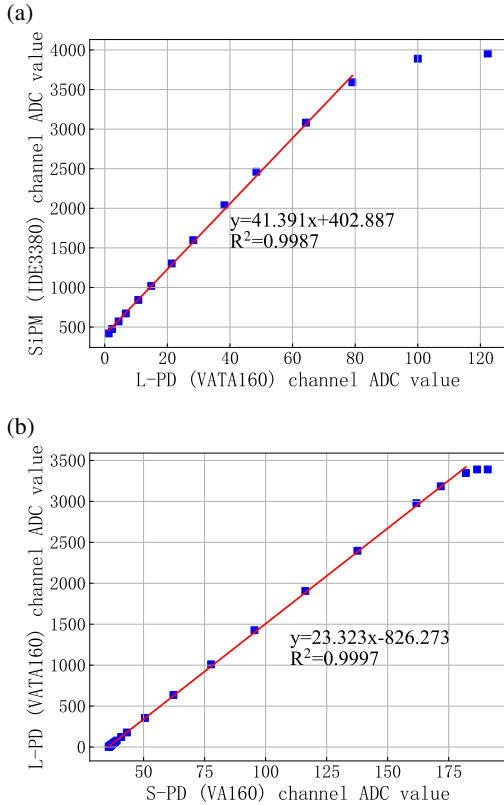 (a)
4000
3500
3000
2500
2000
1500
1000
500
SiPM (IDE3380) channel ADC value
y=41.391x+402.887
R²=0.9987
0 20 40 60 80 100 120
L-PD (VATA160) channel ADC value
(b)
3500
3000
2500
2000
1500
1000
500
0
L-PD (VATA160) channel ADC value
y=23.323x-826.273
R²=0.9997
50 75 100 125 150 175
S-PD (VA160) channel ADC value